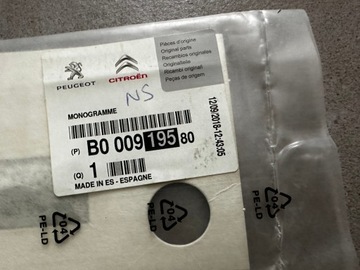 PEUGEOT
CITROËN
Pièces d'origine
Original parts
Recambios originales
Originalteile
Ricambi originali
Peças de origem
MONOGRAMME
NS
(P) B0 009 195 80
(Q) 1
MADE IN ES - ESPAGNE
12/09/2018-12:43:05
04
PE-LD
04
PE-LD
04
PE-LD